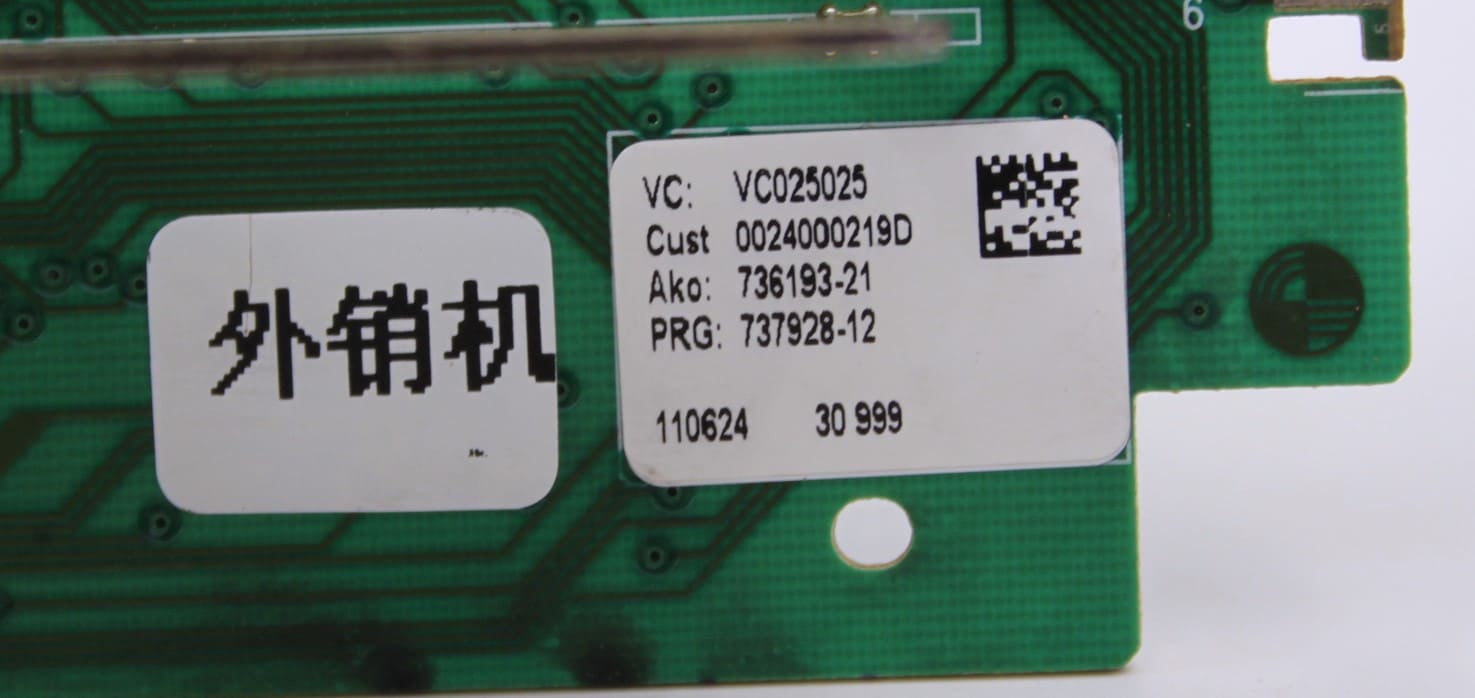 6
外销机
VC: VC025025
Cust 0024000219D
Ako: 736193-21
PRG: 737928-12
110624 30 999